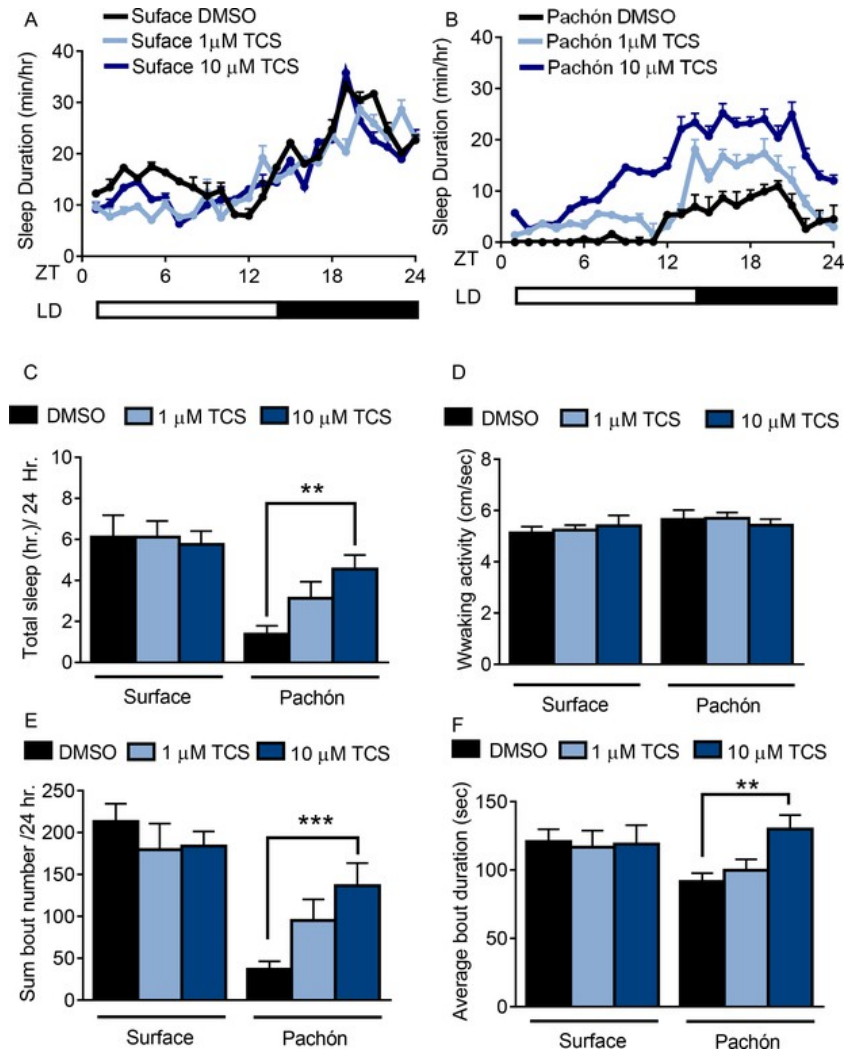 A
Suface DMSO
Suface 1μM TCS
Suface 10 μM TCS
Sleep Duration (min/hr)
40
30
20
10
0
ZT
0
6
12
18
24
LD
B
Pachón DMSO
Pachón 1μM TCS
Pachón 10 μM TCS
Sleep Duration (min/hr)
40
30
20
10
0
ZT
0
6
12
18
24
LD
C
DMSO
1 μM TCS
10 μM TCS
Total sleep (hr.)/ 24 Hr.
10
8
6
4
2
0
**
Surface
Pachón
D
DMSO
1 μM TCS
10 μM TCS
Wwaking activity (cm/sec)
8
6
4
2
0
Surface
Pachón
E
DMSO
1 μM TCS
10 μM TCS
Sum bout number /24 hr.
250
200
150
100
50
0
***
Surface
Pachón
F
DMSO
1 μM TCS
10 μM TCS
Average bout duration (sec)
150
100
50
0
**
Surface
Pachón